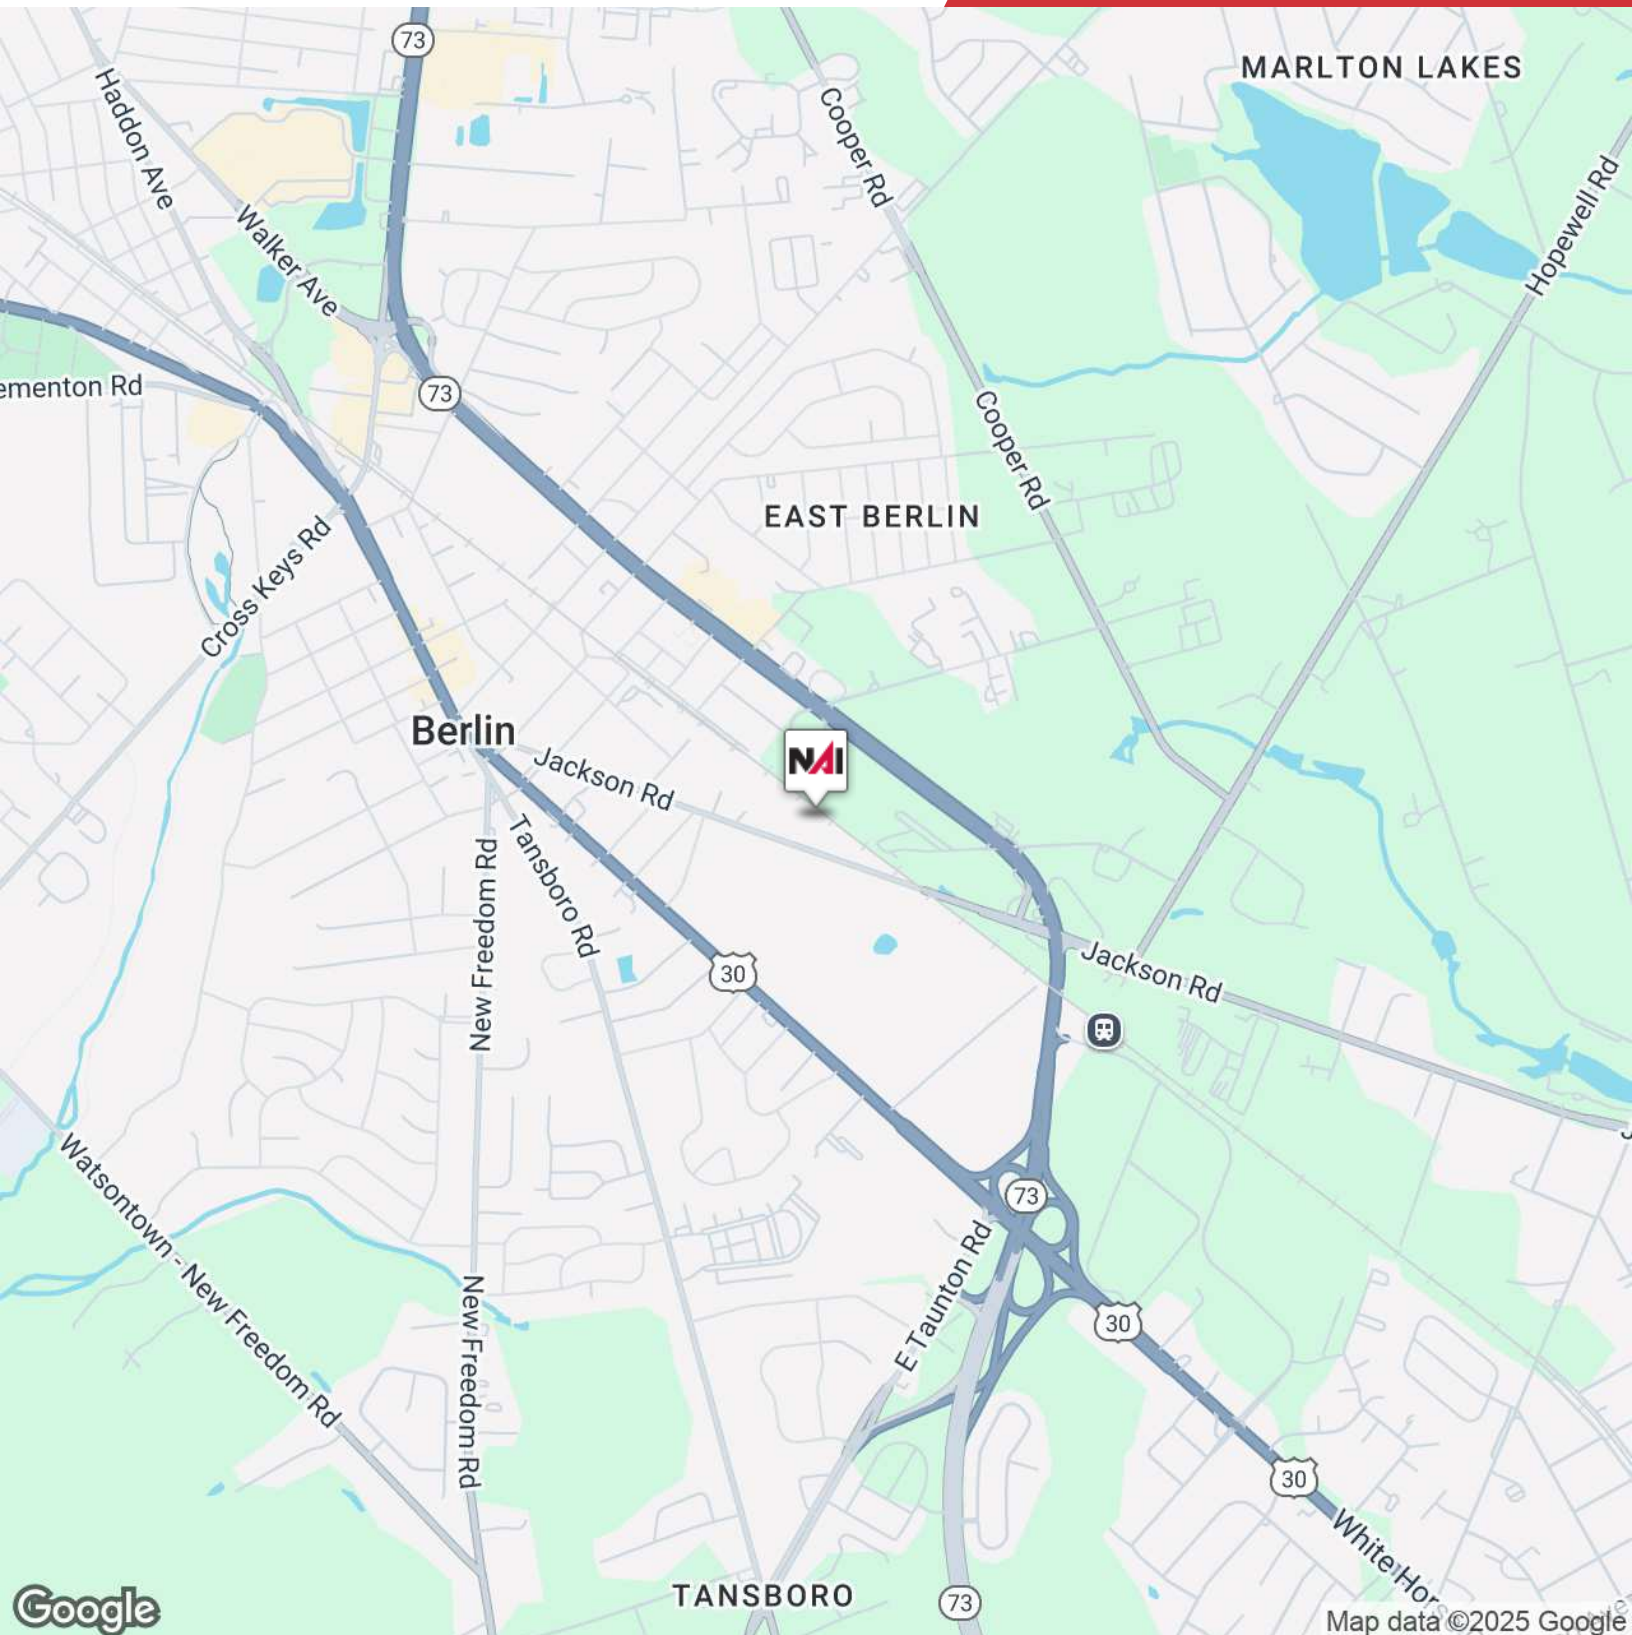 73
MARLTON LAKES
Haddon Ave
Cooper Rd
Hopewell Rd
Walker Ave
ementon Rd
73
Cooper Rd
EAST BERLIN
Cross Keys Rd
Berlin
NAI
Jackson Rd
Tansboro Rd
New Freedom Rd
30
Jackson Rd
Watsontown - New Freedom Rd
73
E Taunton Rd
New Freedom Rd
30
30
White Hors
TANSBORO
73
Google
Map data ©2025 Google